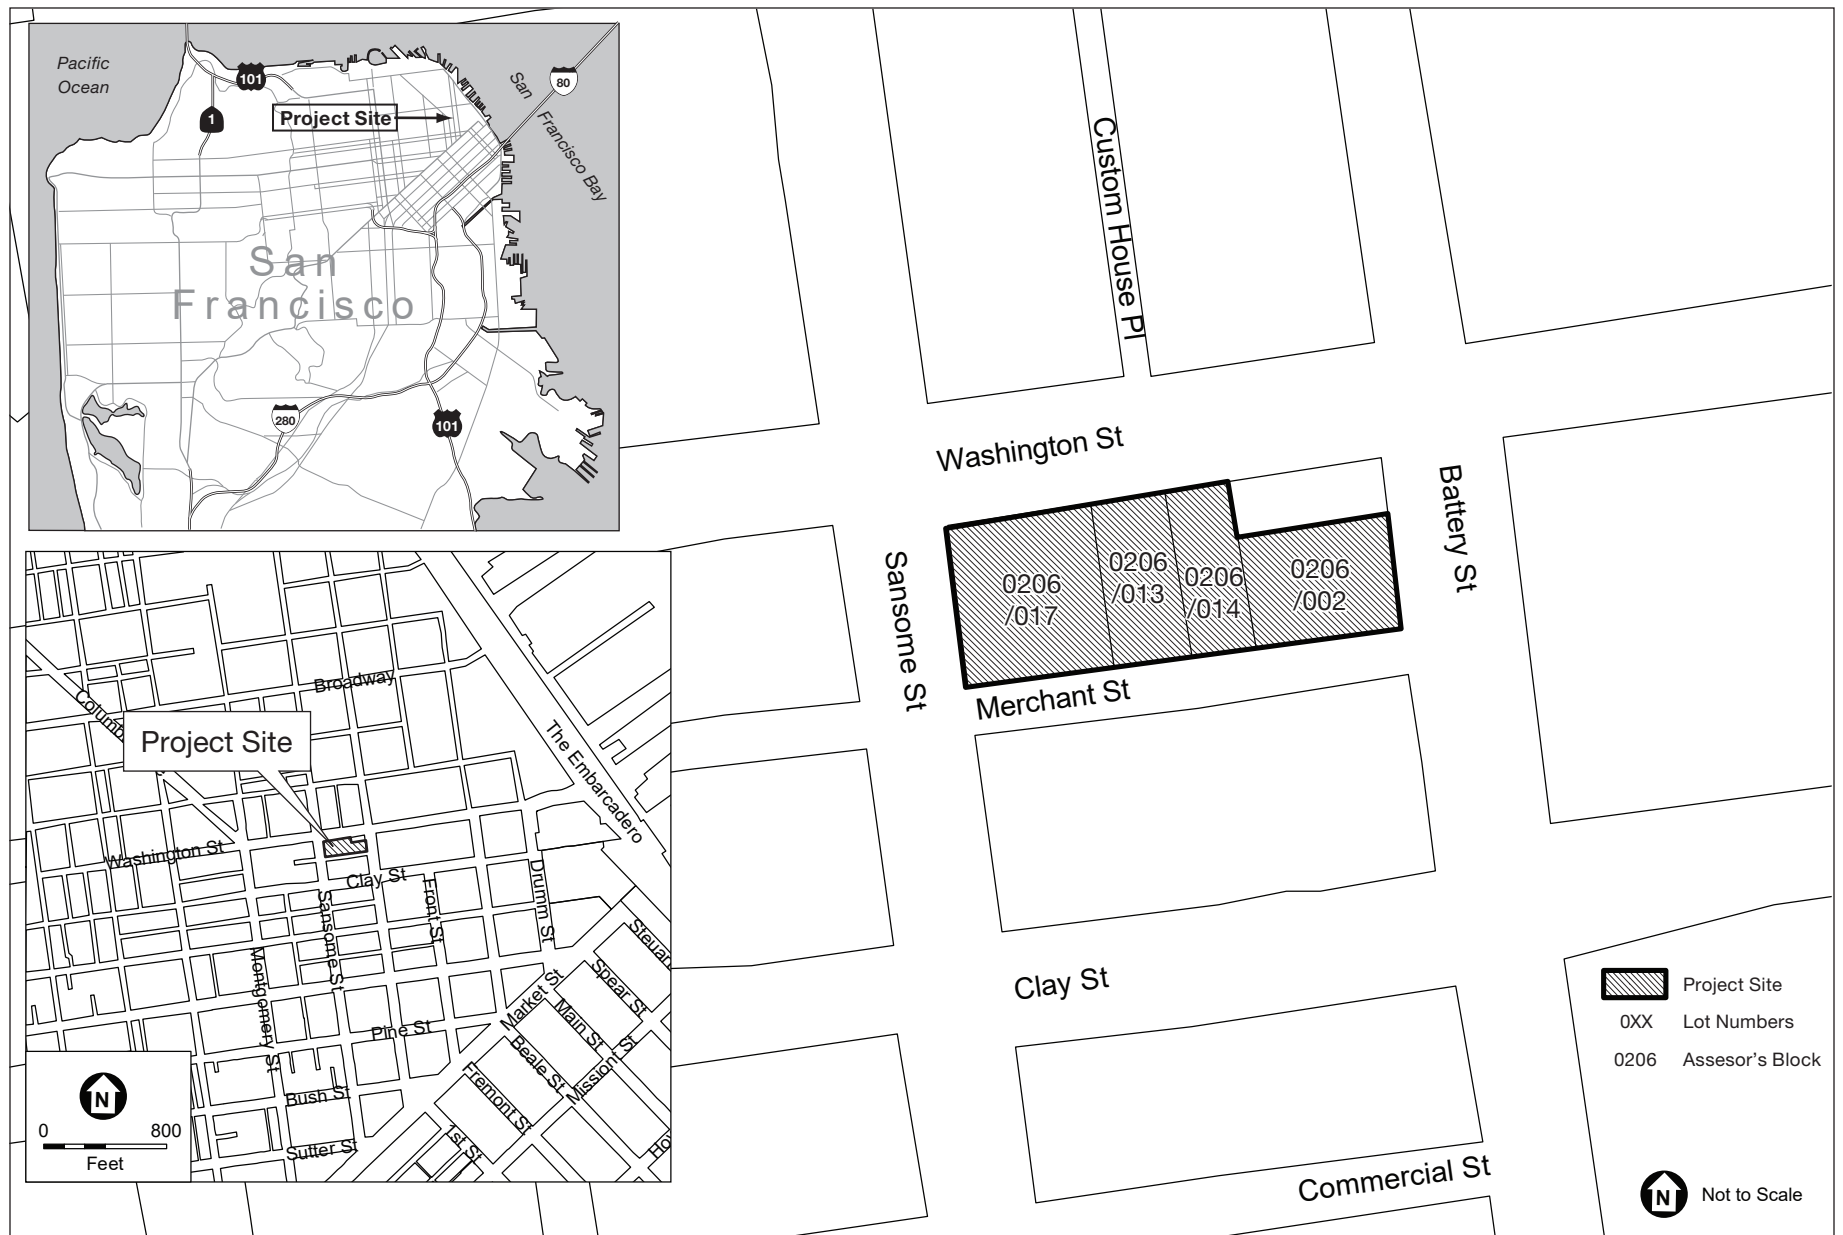 Pacific
Ocean
101
1
80
San
Francisco Bay
Project Site
San
Francisco
280
101
Custom House Pl
Washington St
Battery St
Sansome St
0206
/017
0206
/013
0206
/014
0206
/002
Merchant St
Clay St
Commercial St
Broadway
Columb
Project Site
The Embarcadero
Washington St
Clay St
Front St
Drumm St
Sansome St
Montgomery St
Pine St
Bush St
Sutter St
Market St
Steuar
Spear St
Main St
Mission St
Beale St
Fremont St
1st St
Ho
N
0 800
Feet
Project Site
0XX Lot Numbers
0206 Assesor's Block
N Not to Scale